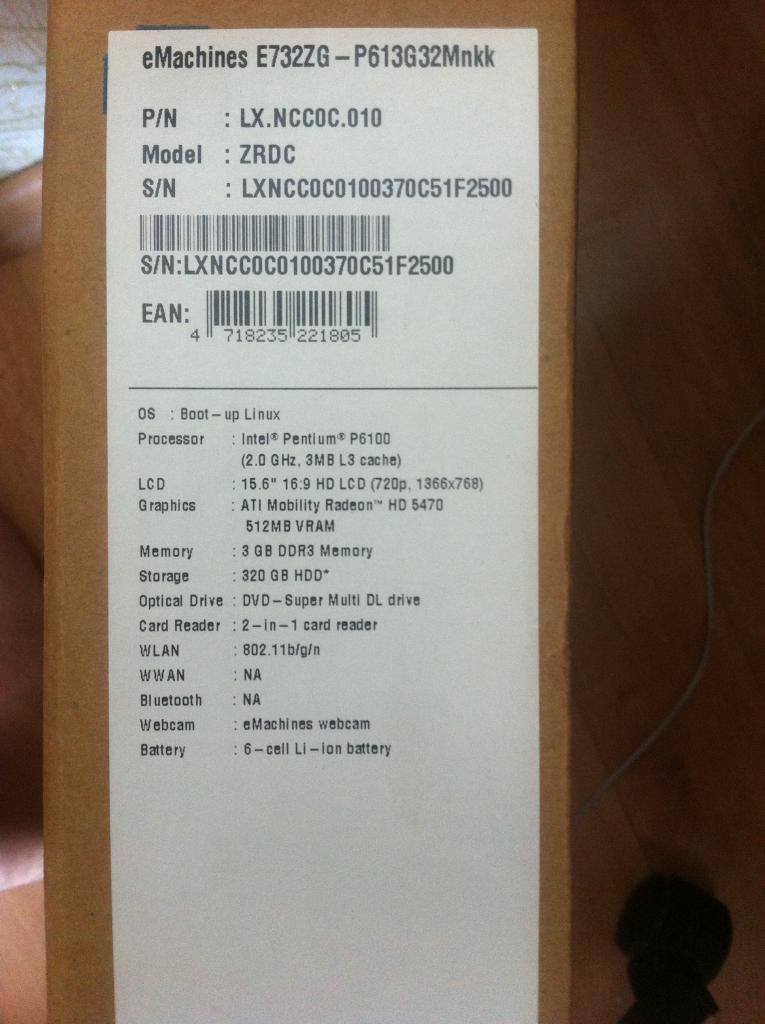 eMachines E732ZG – P613G32Mnkk
P/N : LX.NCC0C.010
Model : ZRDC
S/N : LXNCC0C0100370C51F2500
S/N:LXNCC0C0100370C51F2500
EAN:
4 718235 221805
OS : Boot–up Linux
Processor : Intel® Pentium® P6100
(2.0 GHz, 3MB L3 cache)
LCD : 15.6" 16:9 HD LCD (720p, 1366x768)
Graphics : ATI Mobility Radeon™ HD 5470
512MB VRAM
Memory : 3 GB DDR3 Memory
Storage : 320 GB HDD*
Optical Drive : DVD–Super Multi DL drive
Card Reader : 2–in–1 card reader
WLAN : 802.11b/g/n
WWAN : NA
Bluetooth : NA
Webcam : eMachines webcam
Battery : 6–cell Li–ion battery